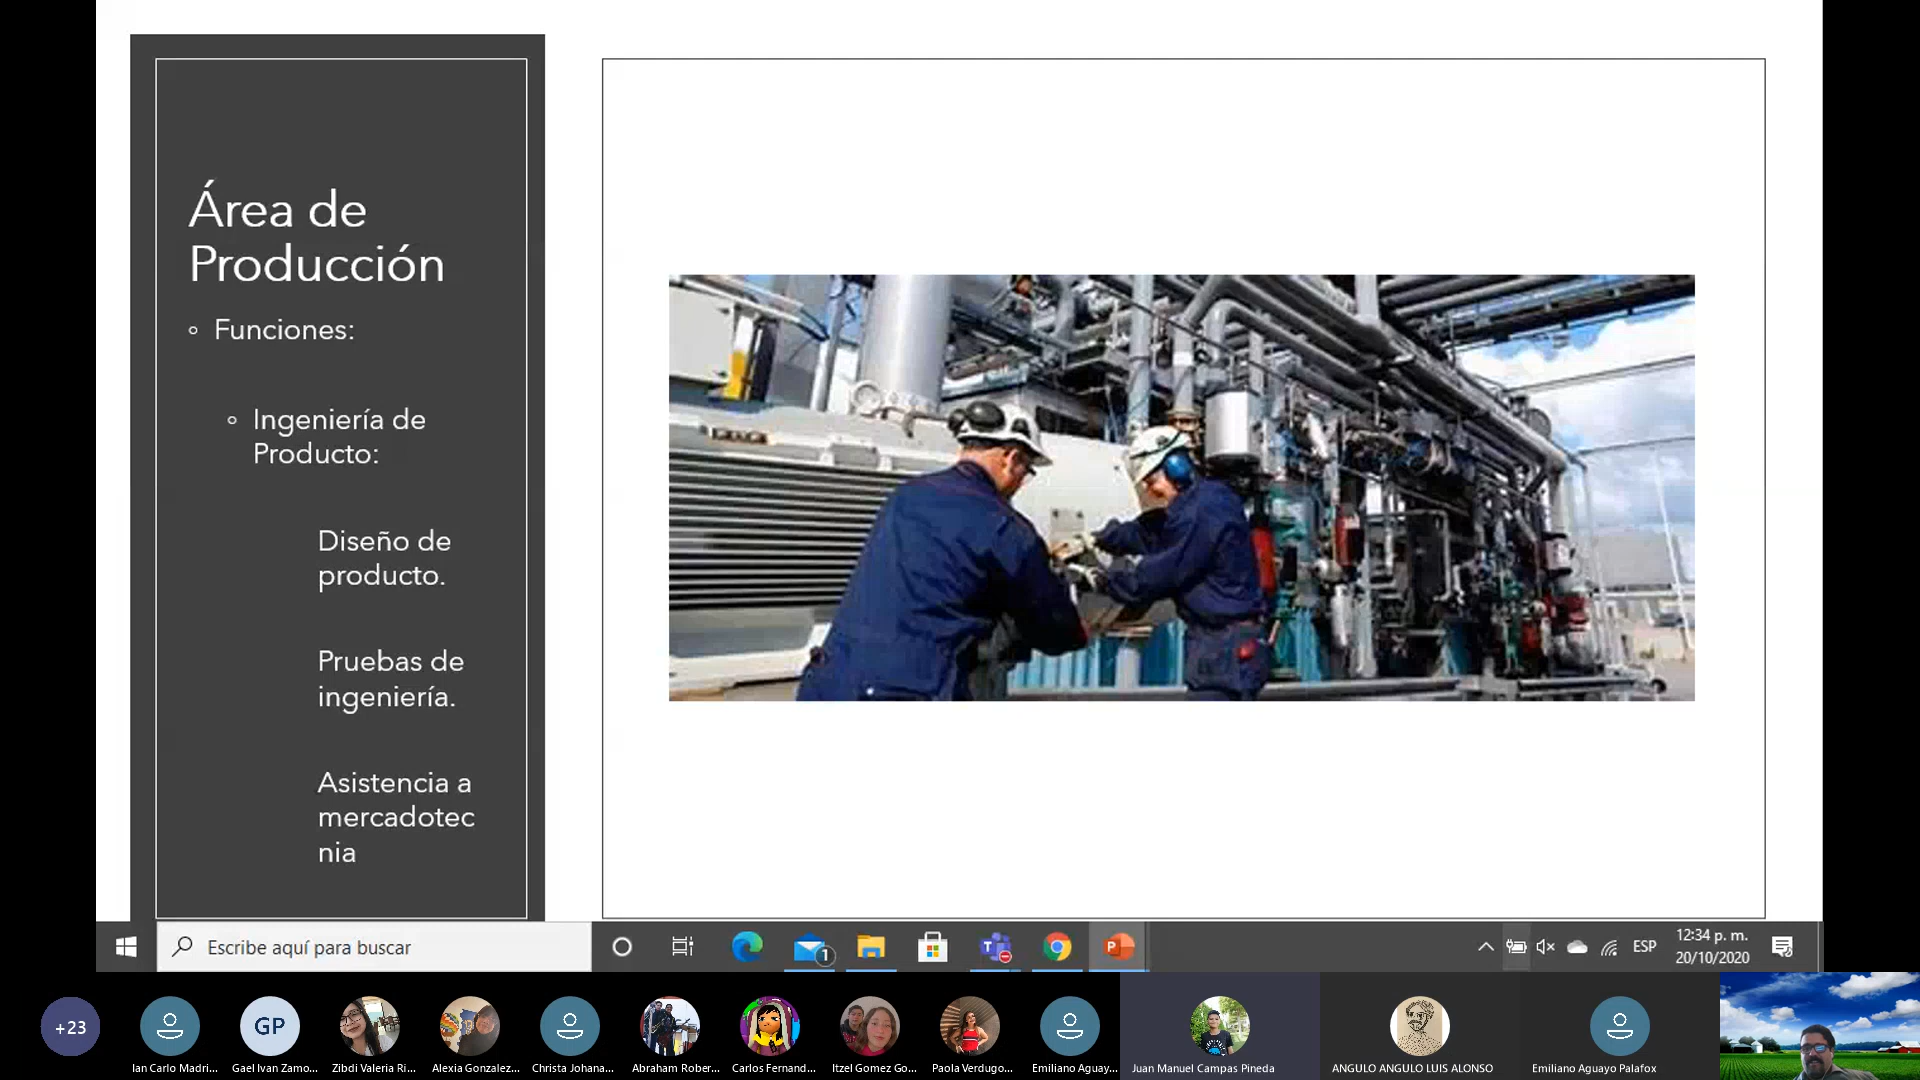 Área de
Producción
Funciones:
Ingeniería de
Producto:
Diseño de
producto.
Pruebas de
ingeniería.
Asistencia a
mercadotec
nia
Escribe aquí para buscar
1
ESP
12:34 p. m.
20/10/2020
+23
GP
Ian Carlo Madri...
Gael Ivan Zamo...
Zibdi Valeria Ri...
Alexia Gonzalez...
Christa Johana...
Abraham Rober...
Carlos Fernand...
Itzel Gomez Go...
Paola Verdugo...
Emiliano Aguay...
Juan Manuel Campas Pineda
ANGULO ANGULO LUIS ALONSO
Emiliano Aguayo Palafox